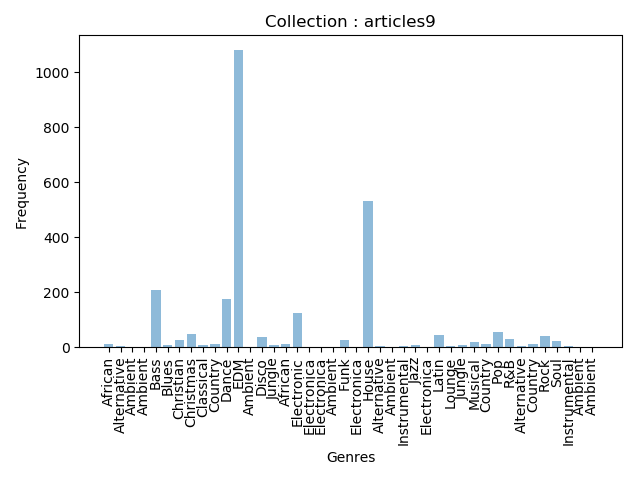 Collection : articles9
Frequency
1000
800
600
400
200
0
African
Alternative
Ambient
Ambient
Bass
Blues
Christian
Christmas
Classical
Country
Dance
EDM
Ambient
Disco
Jungle
African
Electronic
Electronica
Electronica
Ambient
Funk
Electronica
House
Alternative
Ambient
Instrumental
Jazz
Electronica
Latin
Lounge
Jungle
Musical
Country
Pop
R&B
Alternative
Country
Rock
Soul
Instrumental
Ambient
Ambient
Genres